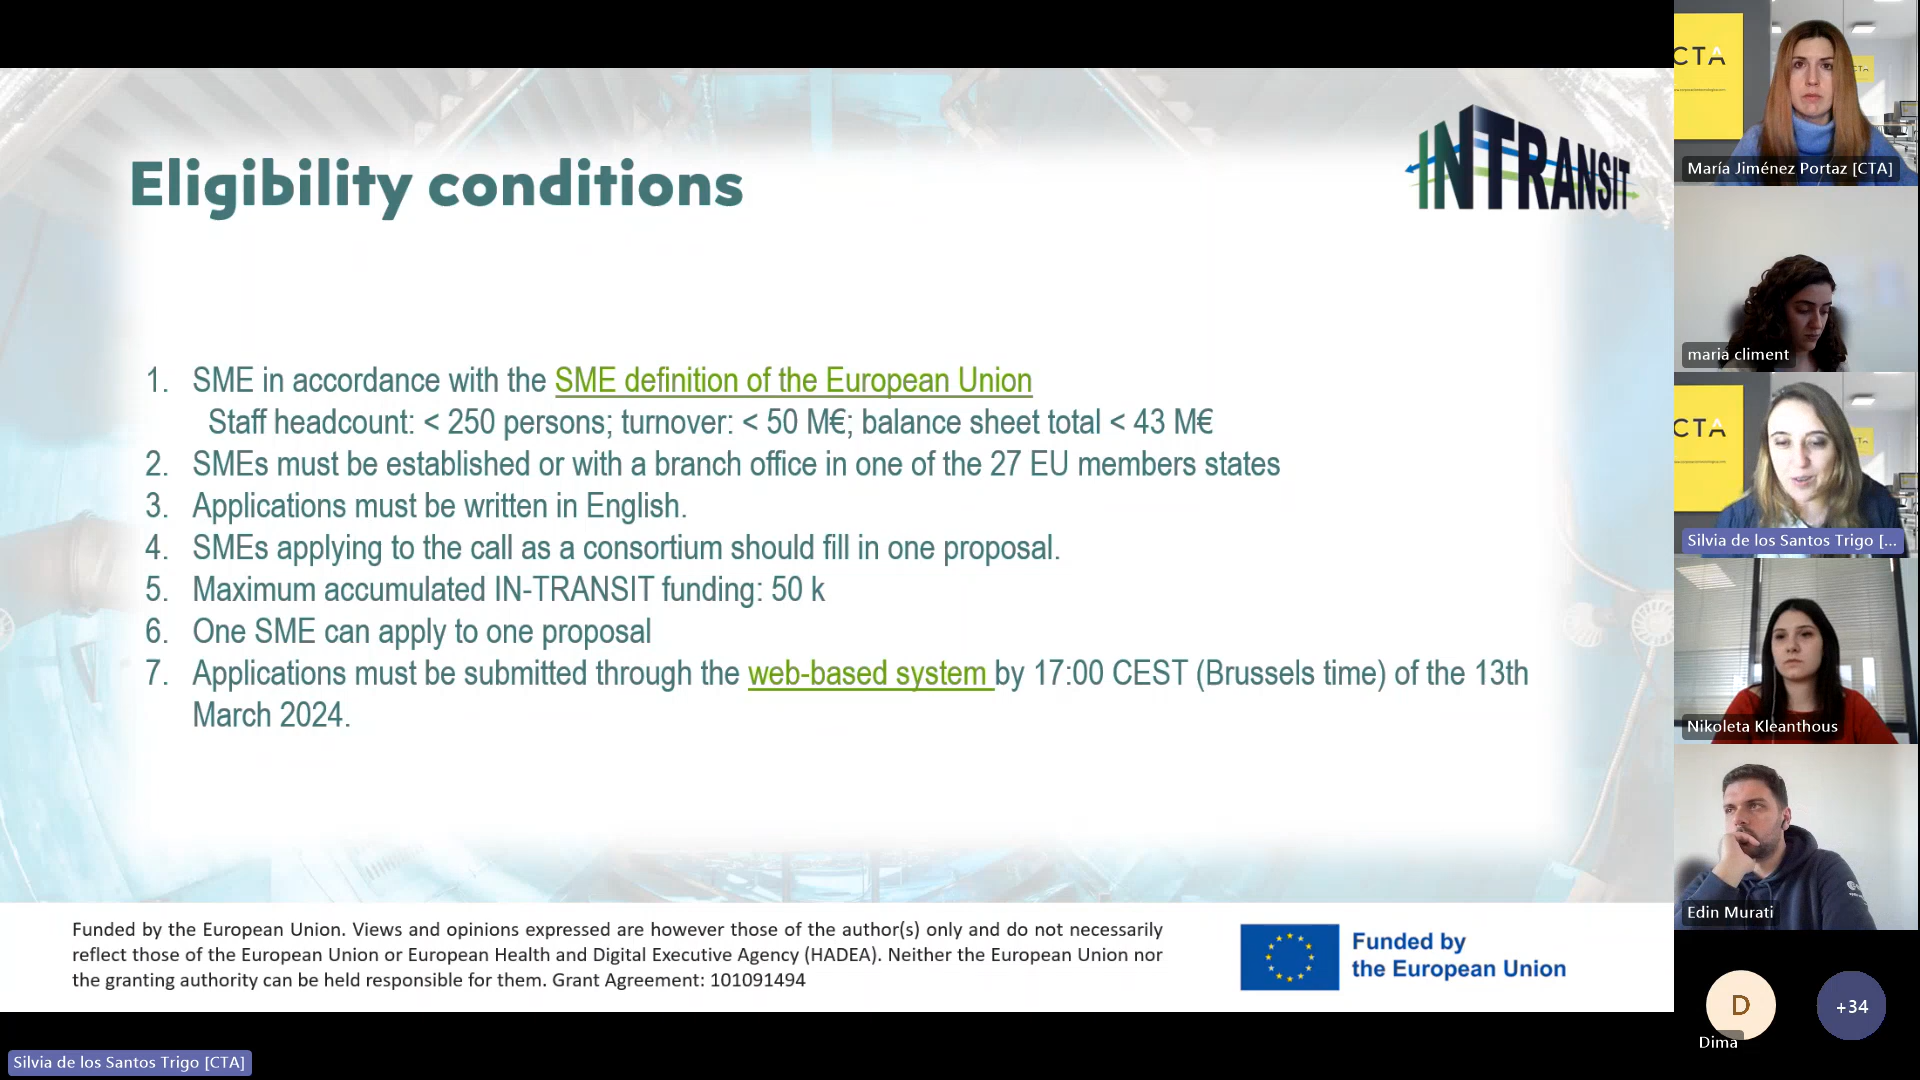 Eligibility conditions
INTRANSIT
1. SME in accordance with the SME definition of the European Union
Staff headcount: < 250 persons; turnover: < 50 M€; balance sheet total < 43 M€
2. SMEs must be established or with a branch office in one of the 27 EU members states
3. Applications must be written in English.
4. SMEs applying to the call as a consortium should fill in one proposal.
5. Maximum accumulated IN-TRANSIT funding: 50 k
6. One SME can apply to one proposal
7. Applications must be submitted through the web-based system by 17:00 CEST (Brussels time) of the 13th
March 2024.
Funded by the European Union. Views and opinions expressed are however those of the author(s) only and do not necessarily
reflect those of the European Union or European Health and Digital Executive Agency (HADEA). Neither the European Union nor
the granting authority can be held responsible for them. Grant Agreement: 101091494
Funded by
the European Union
Silvia de los Santos Trigo [CTA]
CTA
María Jiménez Portaz [CTA]
maria climent
CTA
Silvia de los Santos Trigo [...
Nikoleta Kleanthous
Edin Murati
D
Dima
+34